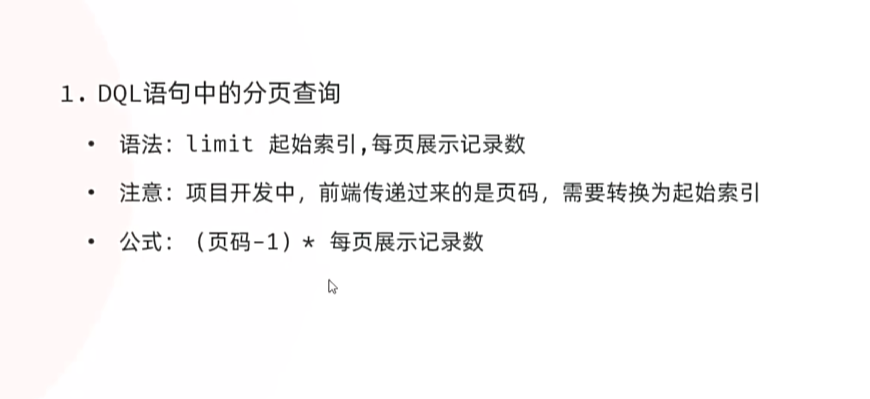 1. DQL语句中的分页查询
• 语法：limit 起始索引,每页展示记录数
• 注意：项目开发中，前端传递过来的是页码，需要转换为起始索引
• 公式：（页码-1）* 每页展示记录数